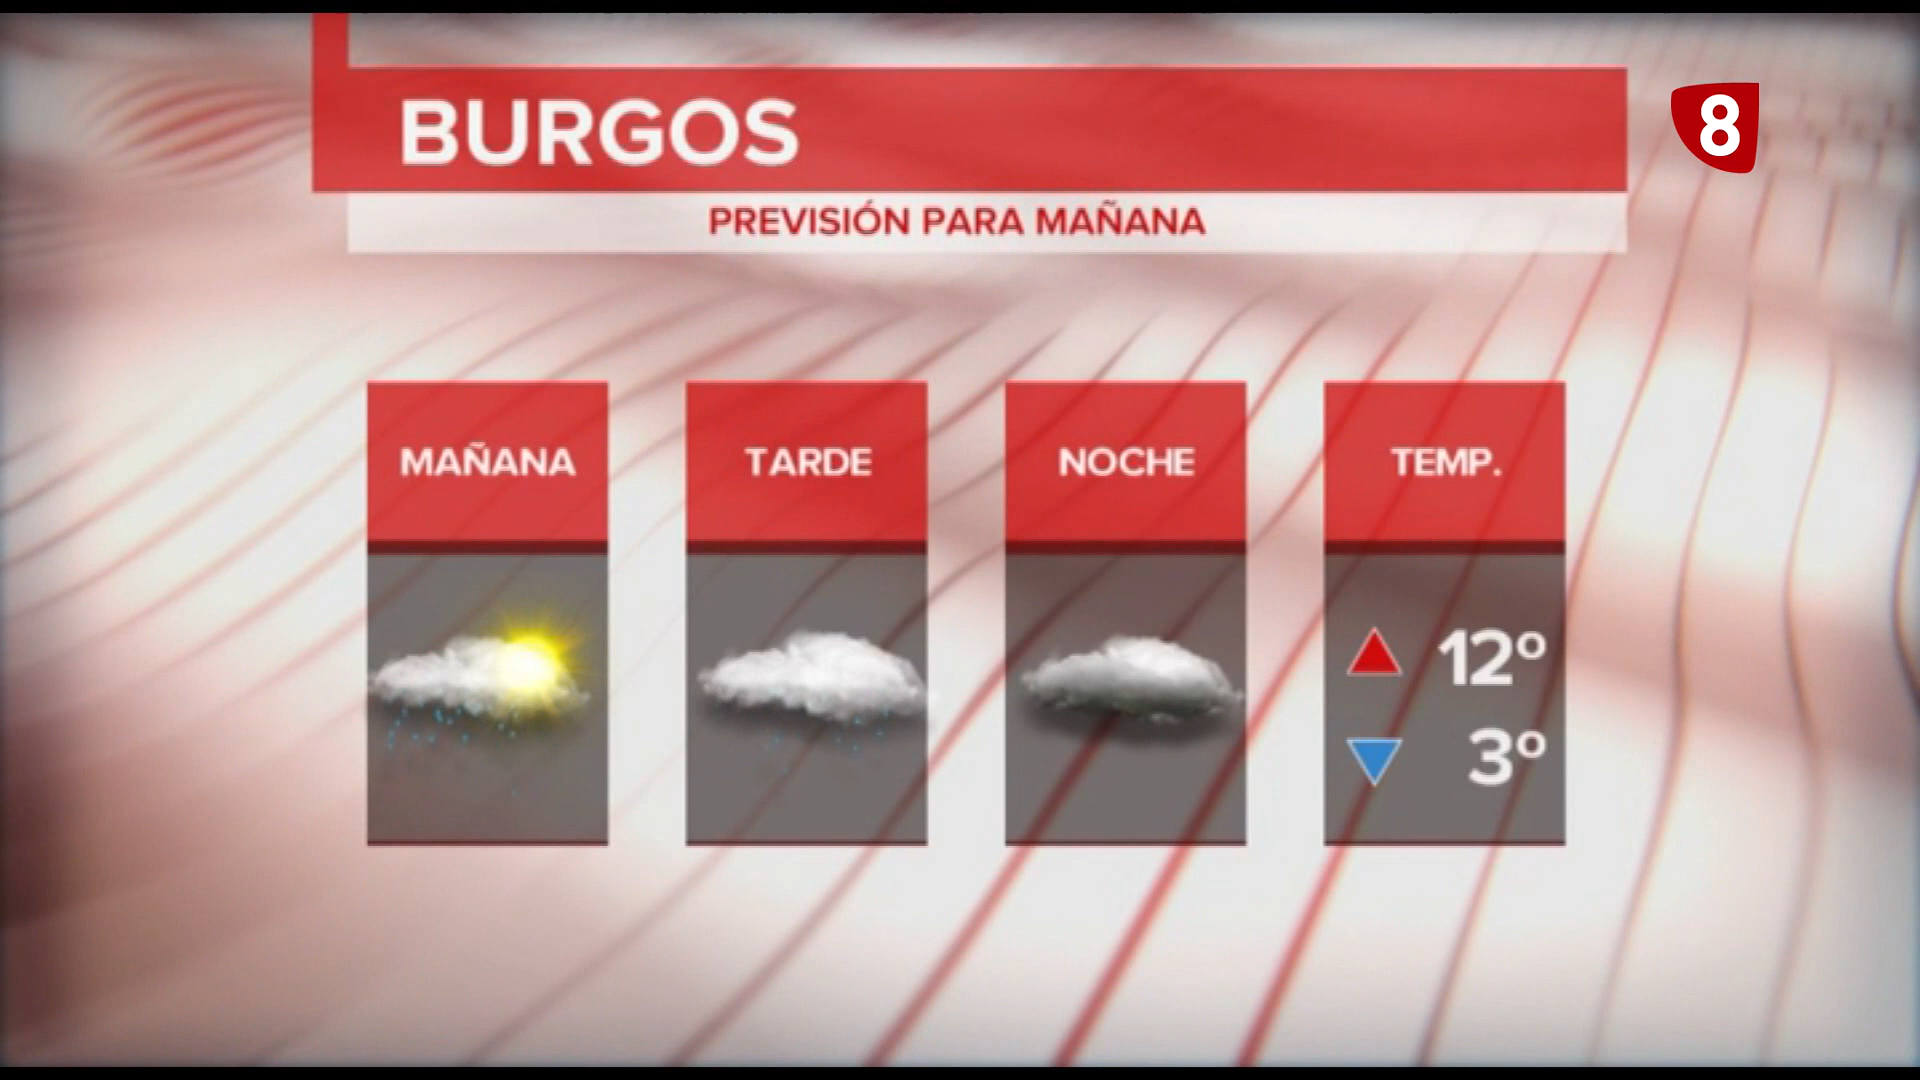 BURGOS
8
PREVISIÓN PARA MAÑANA
MAÑANA
TARDE
NOCHE
TEMP.
12º
3º